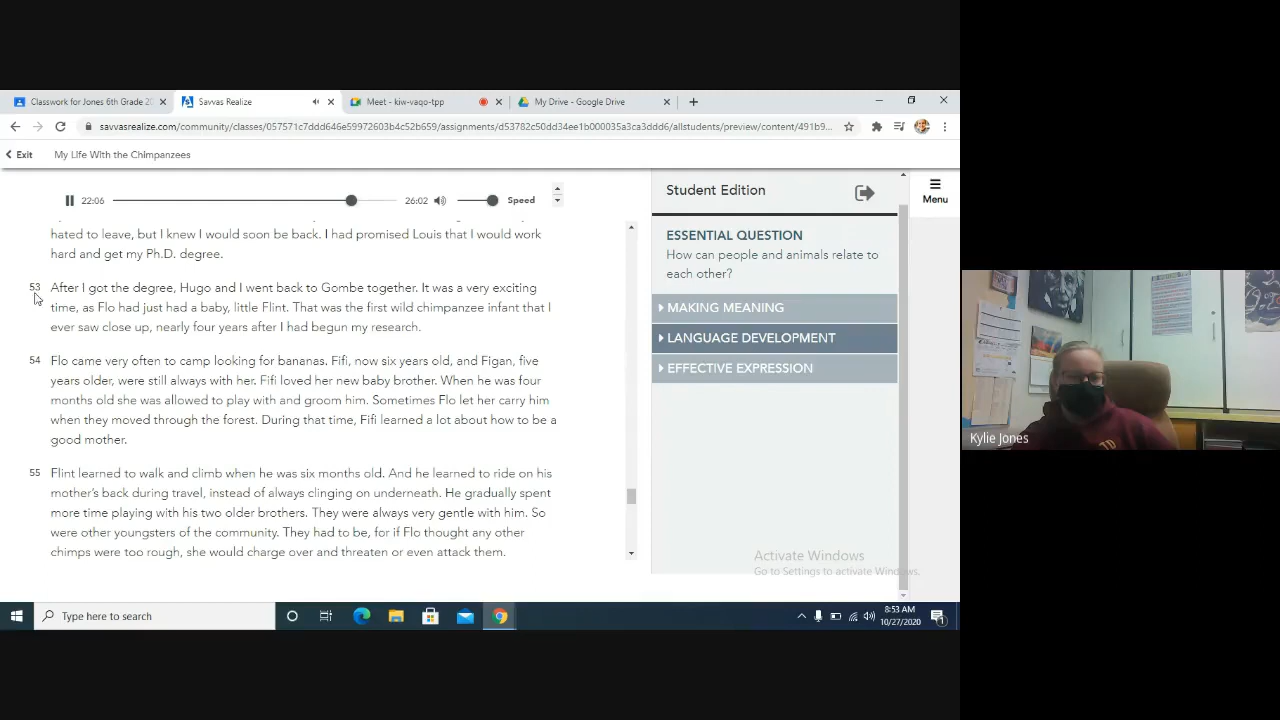 Classwork for Jones 6th Grade 20
Savvas Realize
Meet - kiw-vaqo-tpp
My Drive - Google Drive
savvasrealize.com/community/classes/057571c7ddd646e59972603b4c52b659/assignments/d53782c50dd34ee1b000035a3ca3ddd6/allstudents/preview/content/491b9...
Exit
My Life With the Chimpanzees
22:06
26:02
Speed
hated to leave, but I knew I would soon be back. I had promised Louis that I would work
hard and get my Ph.D. degree.
53 After I got the degree, Hugo and I went back to Gombe together. It was a very exciting
time, as Flo had just had a baby, little Flint. That was the first wild chimpanzee infant that I
ever saw close up, nearly four years after I had begun my research.
54 Flo came very often to camp looking for bananas. Fifi, now six years old, and Figan, five
years older, were still always with her. Fifi loved her new baby brother. When he was four
months old she was allowed to play with and groom him. Sometimes Flo let her carry him
when they moved through the forest. During that time, Fifi learned a lot about how to be a
good mother.
55 Flint learned to walk and climb when he was six months old. And he learned to ride on his
mother's back during travel, instead of always clinging on underneath. He gradually spent
more time playing with his two older brothers. They were always very gentle with him. So
were other youngsters of the community. They had to be, for if Flo thought any other
chimps were too rough, she would charge over and threaten or even attack them.
Student Edition
Menu
ESSENTIAL QUESTION
How can people and animals relate to
each other?
MAKING MEANING
LANGUAGE DEVELOPMENT
EFFECTIVE EXPRESSION
Activate Windows
Go to Settings to activate Windows.
Type here to search
8:53 AM
10/27/2020
1
Kylie Jones